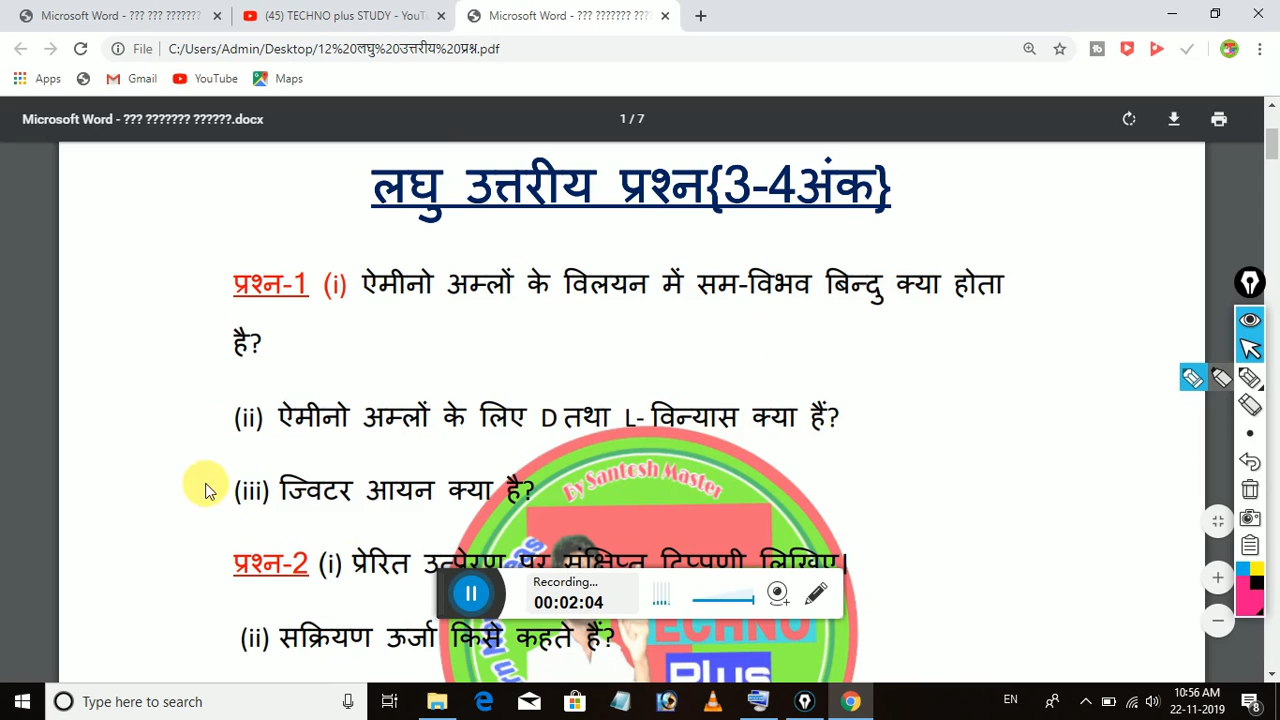 Microsoft Word - ??? ??????? ????
(45) TECHNO plus STUDY - YouT
Microsoft Word - ??? ??????? ????
File C:/Users/Admin/Desktop/12%20लघु%20उत्तरीय%20प्रश्न.pdf
Apps Gmail YouTube Maps
Microsoft Word - ??? ??????? ??????.docx 1 / 7
लघु उत्तरीय प्रश्न{3-4अंक}
प्रश्न-1 (i) ऐमीनो अम्लों के विलयन में सम-विभव बिन्दु क्या होता
है?
(ii) ऐमीनो अम्लों के लिए D तथा L- विन्यास क्या हैं?
By Santosh Master
(iii) ज्विटर आयन क्या है?
प्रश्न-2 (i) प्रेरित उत्प्रेरण पर संक्षिप्त टिप्पणी लिखिए।
Recording...
00:02:04
(ii) सक्रियण ऊर्जा किसे कहते हैं?
TECHNO
Plus
Type here to search
EN
10:56 AM
22-11-2019
8